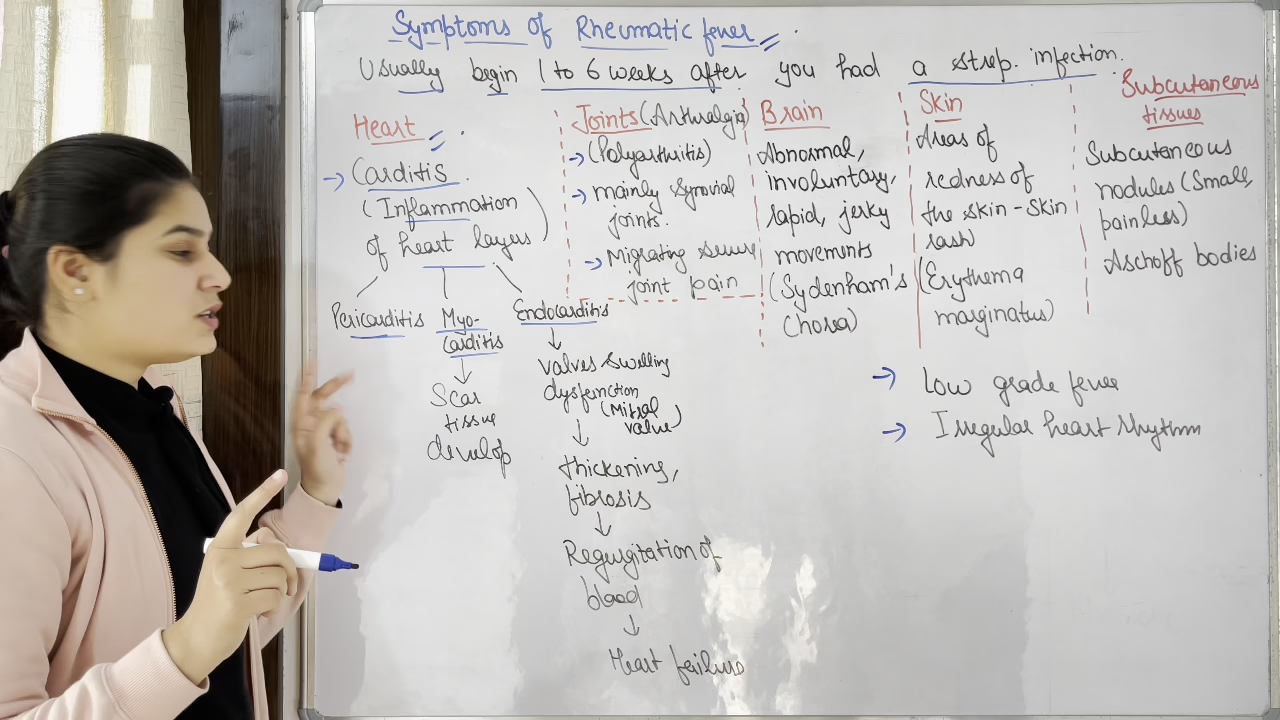 Symptoms of Rheumatic fever
Usually begin 1 to 6 weeks after you had a strep. infection.
Heart
→ Carditis
(Inflammation
of heart layers)
Pericarditis
Myo-
carditis
↓
Scar
tissue
develop
Endocarditis
↓
valves swelling
dysfunction
(Mitral
valve)
↓
thickening,
fibrosis
↓
Regurgitation of
blood
↓
Heart failure
Joints (Arthralgia)
→ (Polyarthritis)
→ mainly synovial
joints.
→ Migrating severe
joint pain
Brain
Abnormal,
involuntary,
rapid, jerky
movements
(Sydenham's
Chorea)
Skin
Areas of
redness of
the skin - Skin
rash
(Erythema
marginatus)
Subcutaneous
tissues
Subcutaneous
nodules (Small,
painless)
Aschoff bodies
→ Low grade fever
→ Irregular heart rhythm